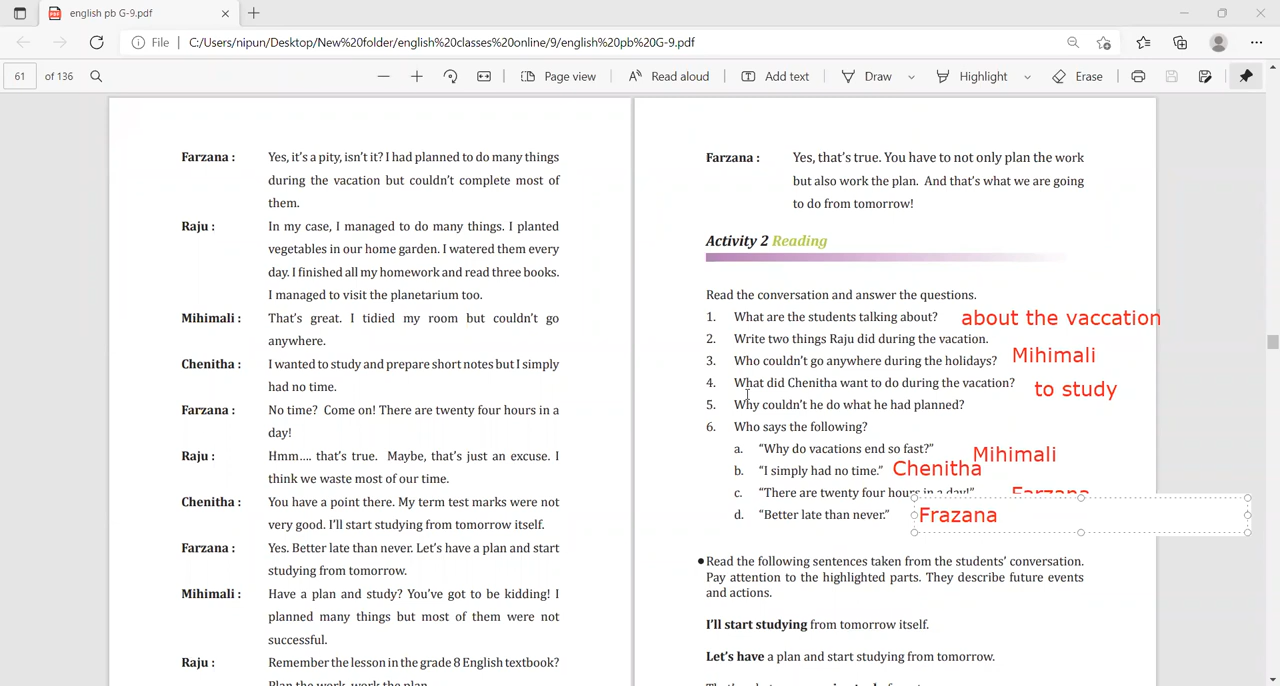 english pb G-9.pdf
File | C:/Users/nipun/Desktop/New%20folder/english%20classes%20online/9/english%20pb%20G-9.pdf
61 of 136 Page view Read aloud Add text Draw Highlight Erase
Farzana : Yes, it's a pity, isn't it? I had planned to do many things
during the vacation but couldn't complete most of
them.
Raju : In my case, I managed to do many things. I planted
vegetables in our home garden. I watered them every
day. I finished all my homework and read three books.
I managed to visit the planetarium too.
Mihimali : That's great. I tidied my room but couldn't go
anywhere.
Chenitha : I wanted to study and prepare short notes but I simply
had no time.
Farzana : No time? Come on! There are twenty four hours in a
day!
Raju : Hmm.... that's true. Maybe, that's just an excuse. I
think we waste most of our time.
Chenitha : You have a point there. My term test marks were not
very good. I'll start studying from tomorrow itself.
Farzana : Yes. Better late than never. Let's have a plan and start
studying from tomorrow.
Mihimali : Have a plan and study? You've got to be kidding! I
planned many things but most of them were not
successful.
Raju : Remember the lesson in the grade 8 English textbook?
Plan the work, work the plan.
Farzana : Yes, that's true. You have to not only plan the work
but also work the plan. And that's what we are going
to do from tomorrow!
Activity 2 Reading
Read the conversation and answer the questions.
1. What are the students talking about? about the vaccation
2. Write two things Raju did during the vacation.
3. Who couldn't go anywhere during the holidays? Mihimali
4. What did Chenitha want to do during the vacation? to study
5. Why couldn't he do what he had planned?
6. Who says the following?
a. "Why do vacations end so fast?" Mihimali
b. "I simply had no time." Chenitha
c. "There are twenty four hours in a day!" Farzana
d. "Better late than never." Frazana
●Read the following sentences taken from the students' conversation.
Pay attention to the highlighted parts. They describe future events
and actions.
I'll start studying from tomorrow itself.
Let's have a plan and start studying from tomorrow.